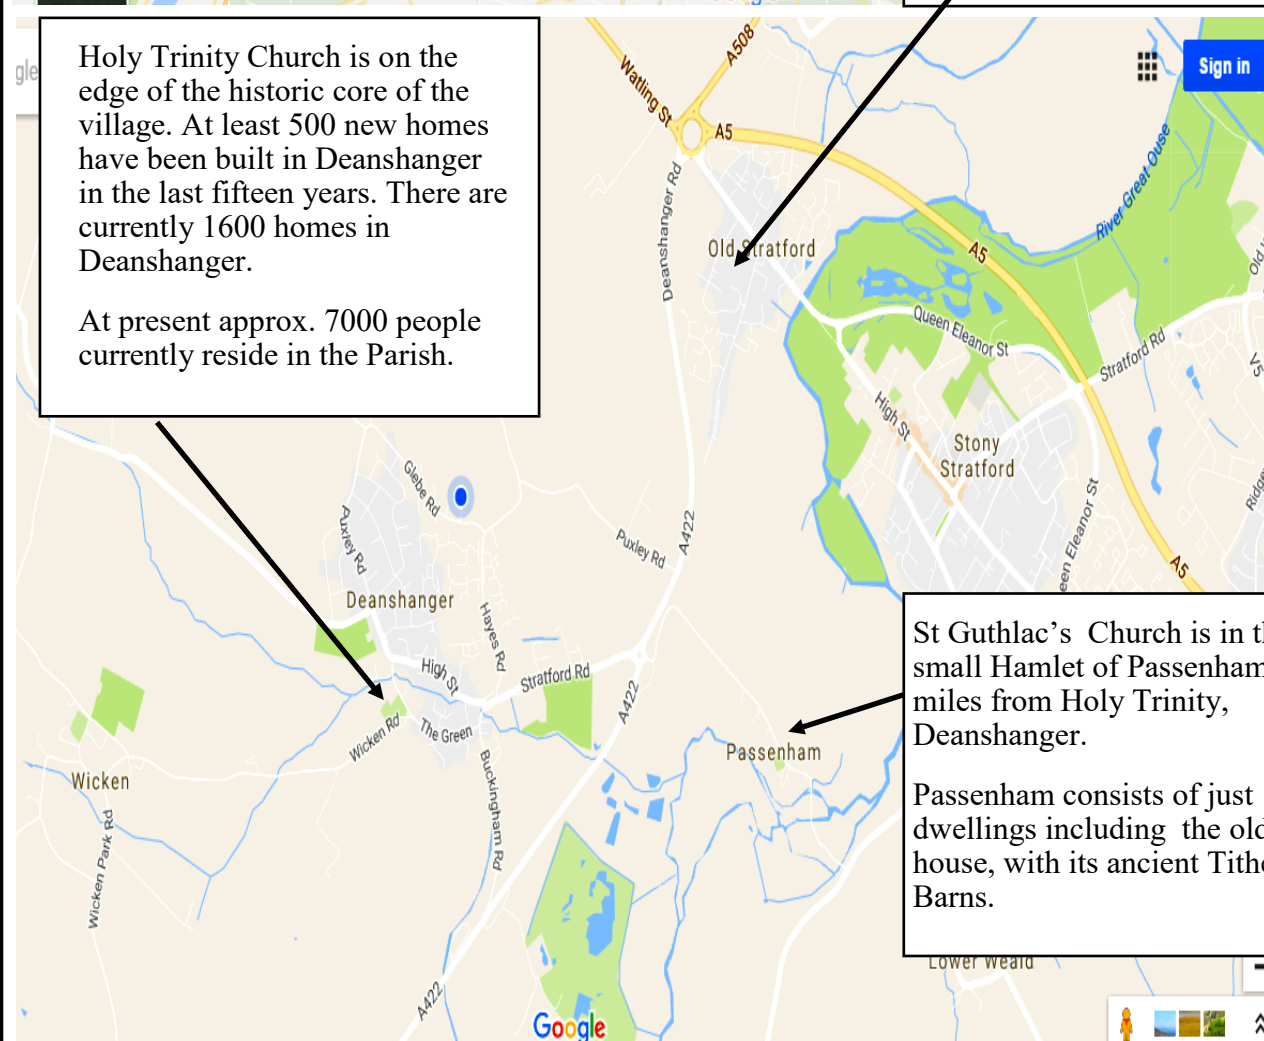 Holy Trinity Church is on the
edge of the historic core of the
village. At least 500 new homes
have been built in Deanshanger
in the last fifteen years. There are
currently 1600 homes in
Deanshanger.
At present approx. 7000 people
currently reside in the Parish.
Sign in
A508
Watling St
A5
Deanshanger Rd
Old Stratford
River Great Ouse
A5
Queen Eleanor St
Stratford Rd
High St
Stony
Stratford
Glebe Rd
Puxley Rd
Puxley Rd
A422
A5
Deanshanger
Hayes Rd
High St
Stratford Rd
A422
Wicken Rd
The Green
Buckingham Rd
Passenham
Wicken
Wicken Park Rd
St Guthlac’s Church is in
small Hamlet of Passenham
miles from Holy Trinity,
Deanshanger.
Passenham consists of just
dwellings including the old
house, with its ancient
Barns.
Lower Weald
A422
Google